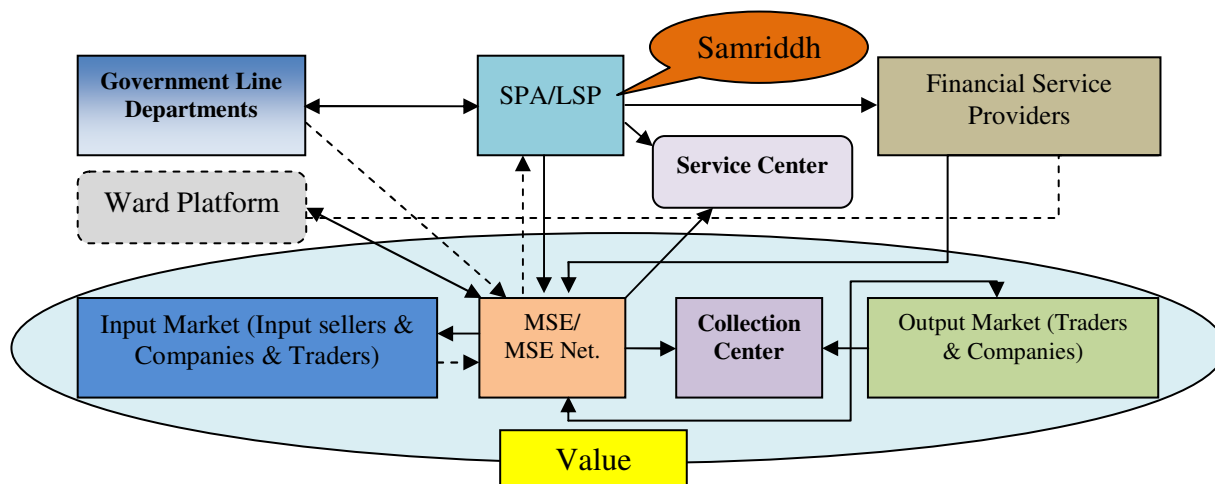 Samriddh
Government Line
Departments
SPA/LSP
Financial Service
Providers
Service Center
Ward Platform
Input Market (Input sellers &
Companies & Traders)
MSE/
MSE Net.
Collection
Center
Output Market (Traders
& Companies)
Value